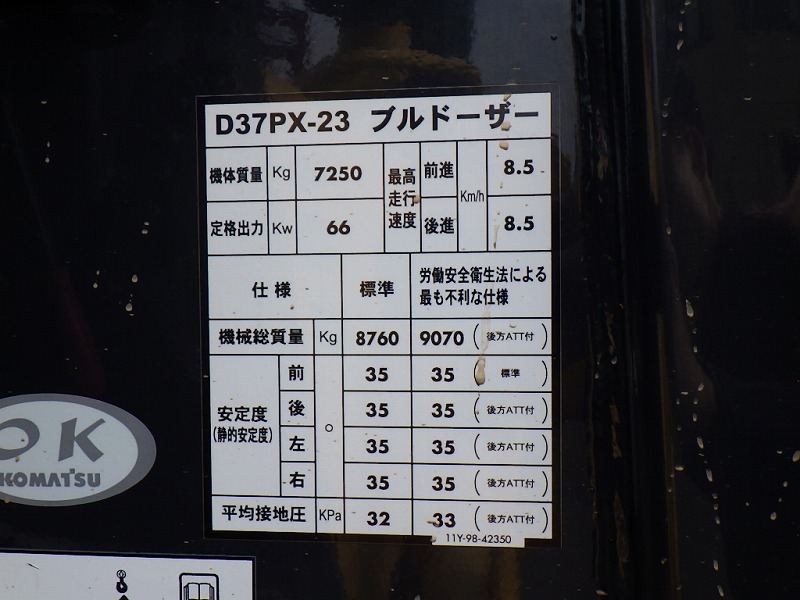 D37PX-23 ブルドーザー
機体質量 Kg 7250 最高走行速度 前進 Km/h 8.5
定格出力 Kw 66 後進 8.5
仕様 標準 労働安全衛生法による
最も不利な仕様
機械総質量 Kg 8760 9070 (後方ATT付)
安定度
(静的安定度)
前 ° 35 35 (標準)
後 35 35 (後方ATT付)
左 35 35 (後方ATT付)
右 35 35 (後方ATT付)
平均接地圧 KPa 32 33 (後方ATT付)
11Y-98-42350
OK
KOMATSU